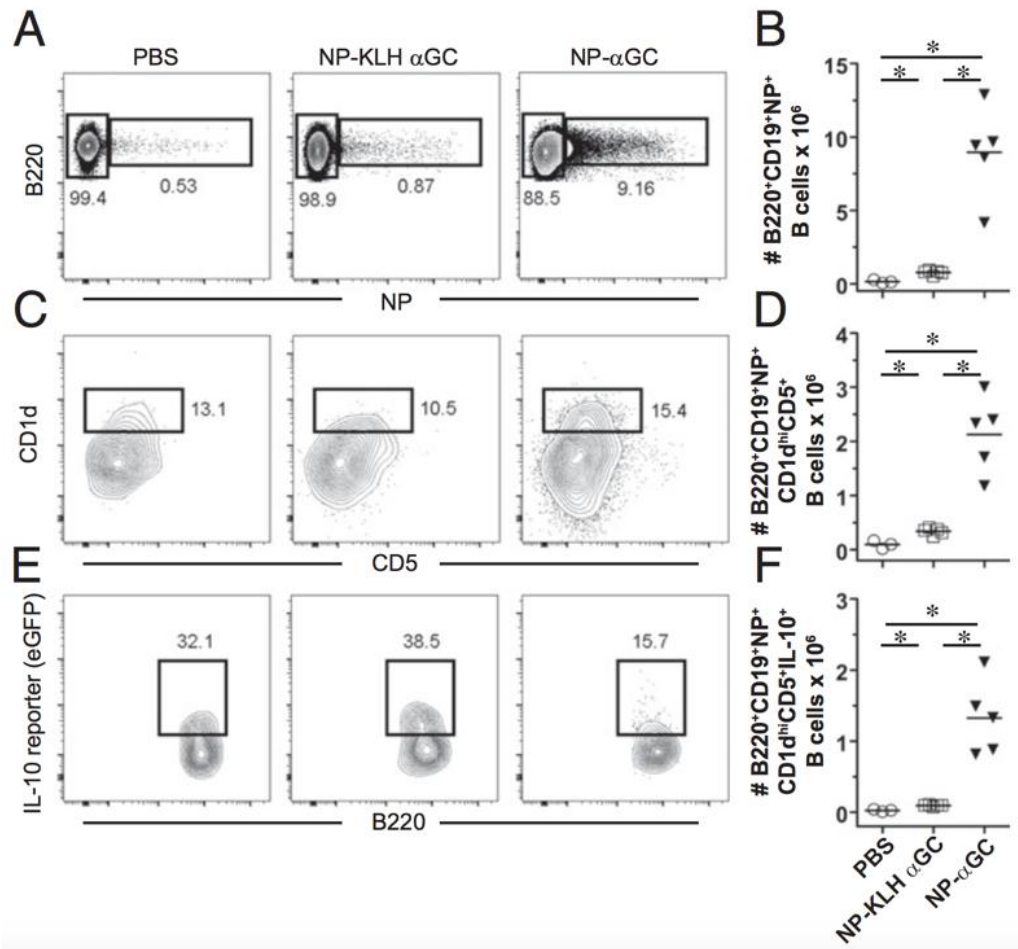 A
PBS
NP-KLH αGC
NP-αGC
B220
99.4
0.53
98.9
0.87
88.5
9.16
NP
B
# B220⁺CD19⁺NP⁺
B cells x 10⁶
15
10
5
0
*
* *
C
CD1d
13.1
10.5
15.4
CD5
D
# B220⁺CD19⁺NP⁺
CD1dʰⁱCD5⁺
B cells x 10⁶
4
3
2
1
0
*
* *
E
IL-10 reporter (eGFP)
32.1
38.5
15.7
B220
F
# B220⁺CD19⁺NP⁺
CD1dʰⁱCD5⁺IL-10⁺
B cells x 10⁶
3
2
1
0
*
* *
PBS
NP-KLH αGC
NP-αGC